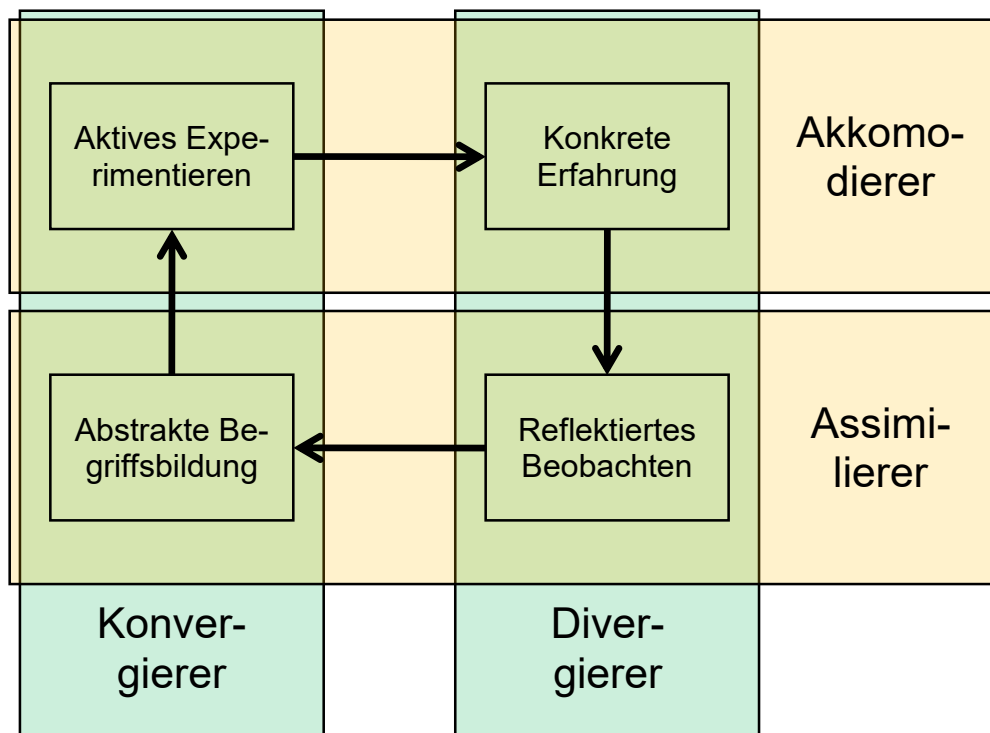 Aktives Expe-
rimentieren
Konkrete
Erfahrung
Akkomo-
dierer
Abstrakte Be-
griffsbildung
Reflektiertes
Beobachten
Assimi-
lierer
Konver-
gierer
Diver-
gierer